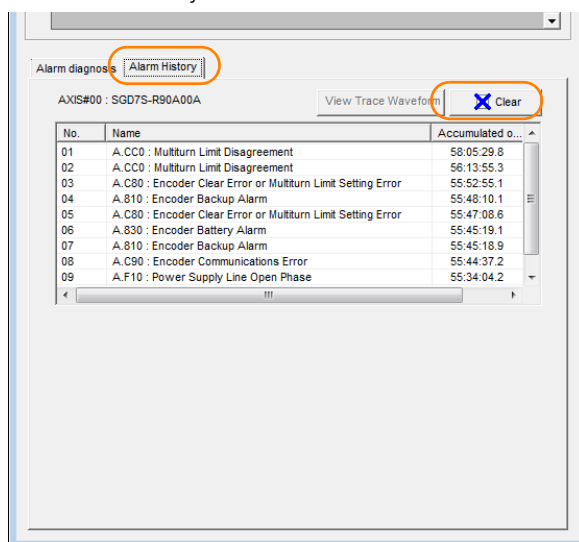 Alarm diagnosis Alarm History
AXIS#00 : SGD7S-R90A00A View Trace Waveform Clear
No. Name Accumulated o...
01 A.CC0 : Multiturn Limit Disagreement 58:05:29.8
02 A.CC0 : Multiturn Limit Disagreement 56:13:55.3
03 A.C80 : Encoder Clear Error or Multiturn Limit Setting Error 55:52:55.1
04 A.810 : Encoder Backup Alarm 55:48:10.1
05 A.C80 : Encoder Clear Error or Multiturn Limit Setting Error 55:47:08.6
06 A.830 : Encoder Battery Alarm 55:45:19.1
07 A.810 : Encoder Backup Alarm 55:45:18.9
08 A.C90 : Encoder Communications Error 55:44:37.2
09 A.F10 : Power Supply Line Open Phase 55:34:04.2